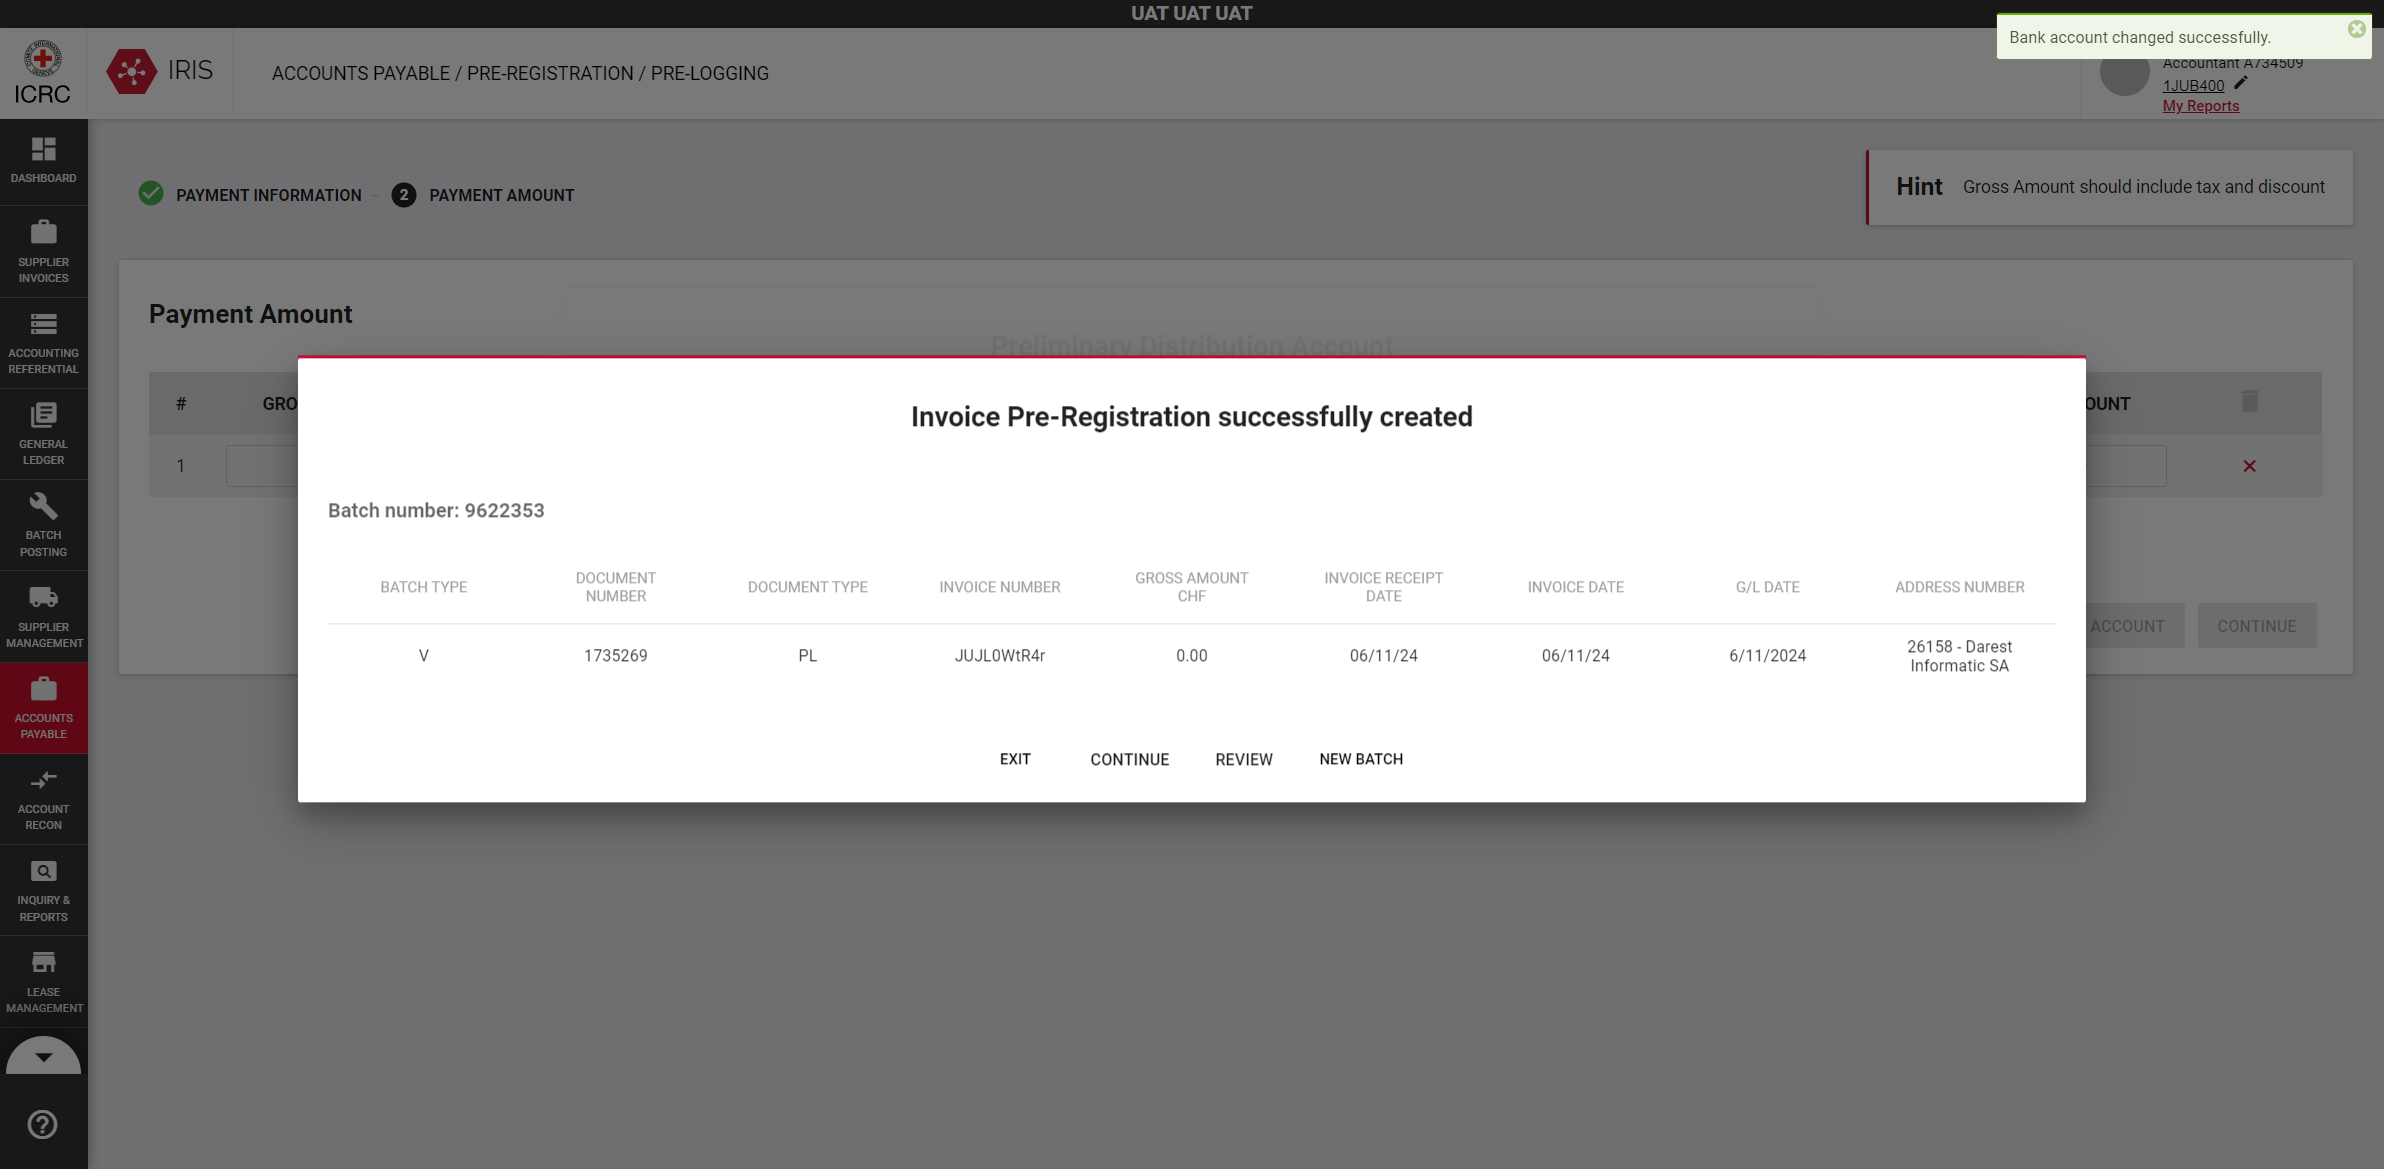 UAT UAT UAT
Bank account changed successfully.
ICRC
IRIS
ACCOUNTS PAYABLE / PRE-REGISTRATION / PRE-LOGGING
Accountant A734509
1JUB400
My Reports
DASHBOARD
SUPPLIER
INVOICES
ACCOUNTING
REFERENTIAL
GENERAL
LEDGER
BATCH
POSTING
SUPPLIER
MANAGEMENT
ACCOUNTS
PAYABLE
ACCOUNT
RECON
INQUIRY &
REPORTS
LEASE
MANAGEMENT
PAYMENT INFORMATION
2 PAYMENT AMOUNT
Hint Gross Amount should include tax and discount
Payment Amount
Preliminary Distribution Account
# GRO
OUNT
1
ACCOUNT CONTINUE
Invoice Pre-Registration successfully created
Batch number: 9622353
BATCH TYPE
DOCUMENT
NUMBER
DOCUMENT TYPE
INVOICE NUMBER
GROSS AMOUNT
CHF
INVOICE RECEIPT
DATE
INVOICE DATE
G/L DATE
ADDRESS NUMBER
V
1735269
PL
JUJL0WtR4r
0.00
06/11/24
06/11/24
6/11/2024
26158 - Darest
Informatic SA
EXIT CONTINUE REVIEW NEW BATCH